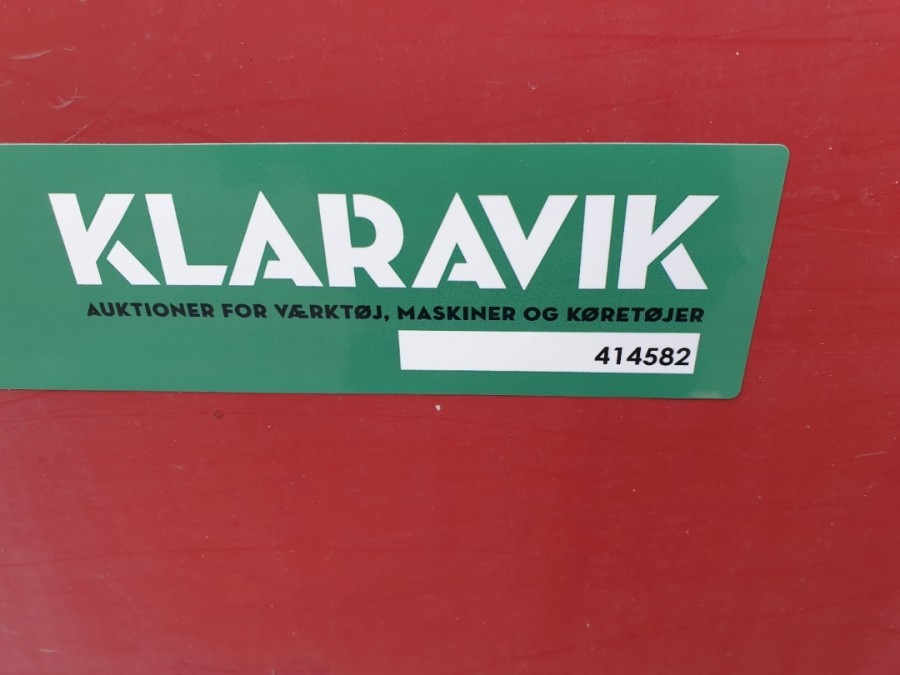 KLARAVIK
AUKTIONER FOR VÆRKTØJ, MASKINER OG KØRETØJER
414582